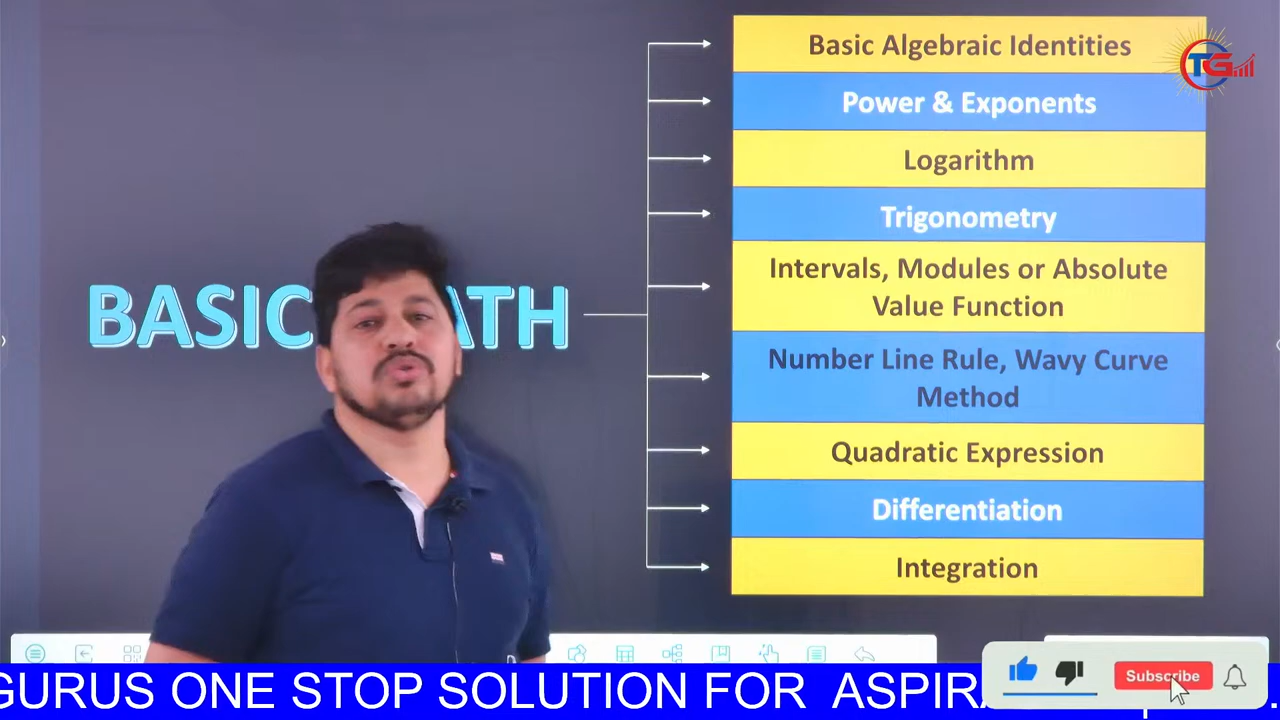 Basic Algebraic Identities
TG
Power & Exponents
Logarithm
Trigonometry
Intervals, Modules or Absolute
Value Function
BASIC ATH
Number Line Rule, Wavy Curve
Method
Quadratic Expression
Differentiation
Integration
Subscribe
GURUS ONE STOP SOLUTION FOR